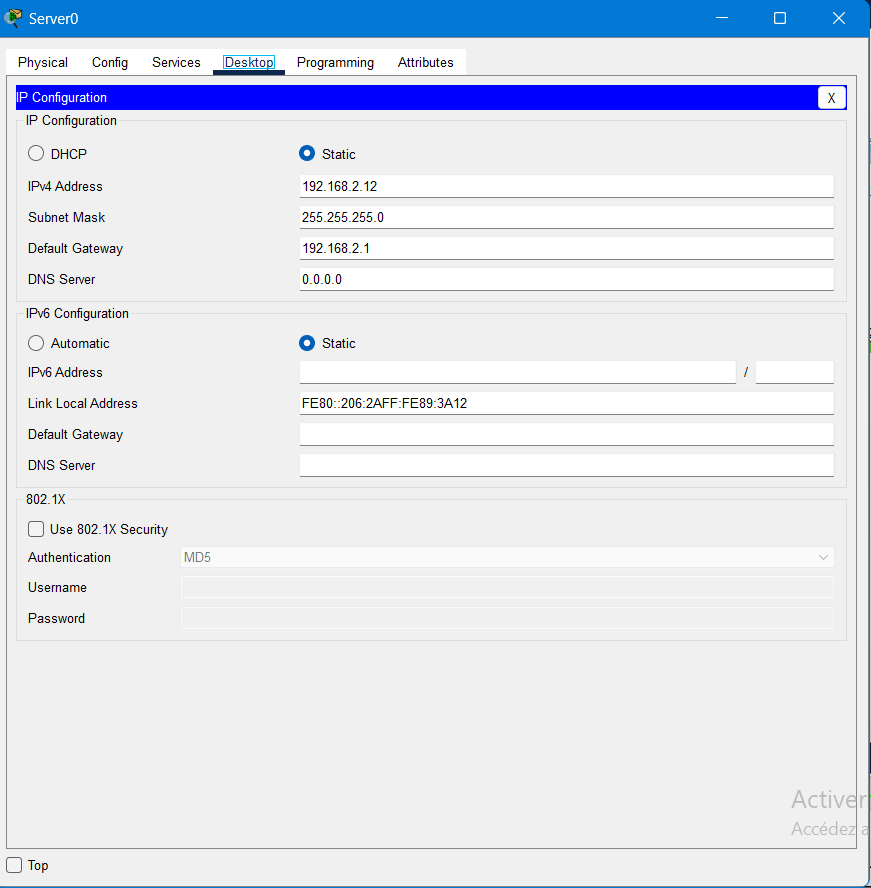 Server0
Physical Config Services Desktop Programming Attributes
IP Configuration
X
IP Configuration
DHCP Static
IPv4 Address 192.168.2.12
Subnet Mask 255.255.255.0
Default Gateway 192.168.2.1
DNS Server 0.0.0.0
IPv6 Configuration
Automatic Static
IPv6 Address /
Link Local Address FE80::206:2AFF:FE89:3A12
Default Gateway
DNS Server
802.1X
Use 802.1X Security
Authentication MD5
Username
Password
Activer
Accédez a
Top